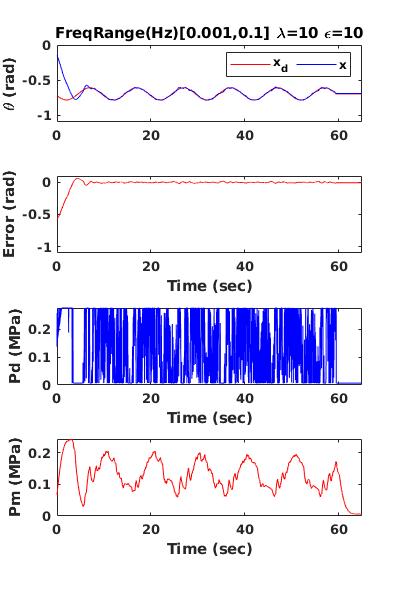 FreqRange(Hz)[0.001,0.1] λ=10 ϵ=10
0
-0.5
-1
θ (rad)
x_d x
0 20 40 60
0
-0.5
-1
Error (rad)
0 20 40 60
Time (sec)
0.2
0.1
0
Pd (MPa)
0 20 40 60
Time (sec)
0.2
0.1
0
Pm (MPa)
0 20 40 60
Time (sec)